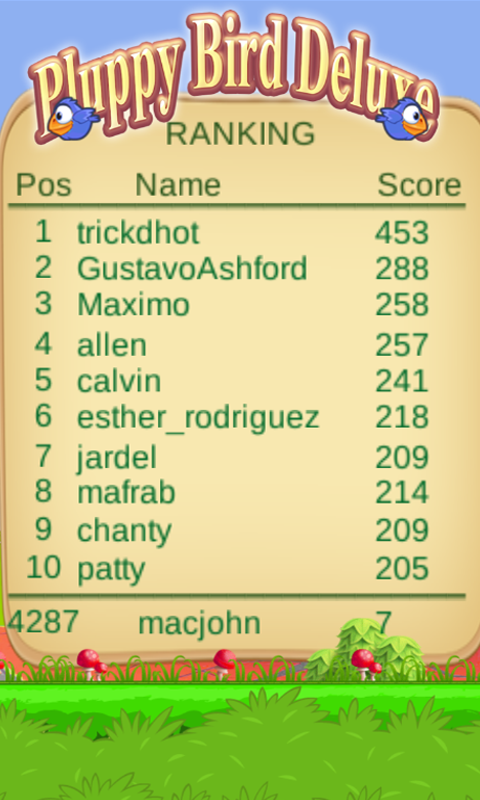 Pluppy Bird Deluxe
RANKING
Pos Name Score
1 trickdhot 453
2 GustavoAshford 288
3 Maximo 258
4 allen 257
5 calvin 241
6 esther_rodriguez 218
7 jardel 209
8 mafrab 214
9 chanty 209
10 patty 205
4287 macjohn 7